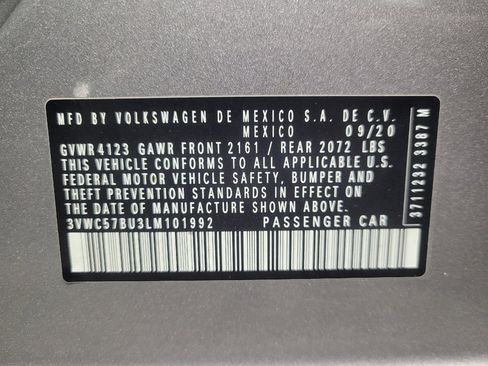 MFD BY VOLKSWAGEN DE MEXICO S.A. DE C.V.
MEXICO 09/20
GVWR 4123 GAWR FRONT 2161 / REAR 2072 LBS
THIS VEHICLE CONFORMS TO ALL APPLICABLE U.S.
FEDERAL MOTOR VEHICLE SAFETY, BUMPER AND
THEFT PREVENTION STANDARDS IN EFFECT ON
THE DATE OF MANUFACTURE SHOWN ABOVE.
3VWC57BU3LM101992 PASSENGER CAR
3711232 3307 M